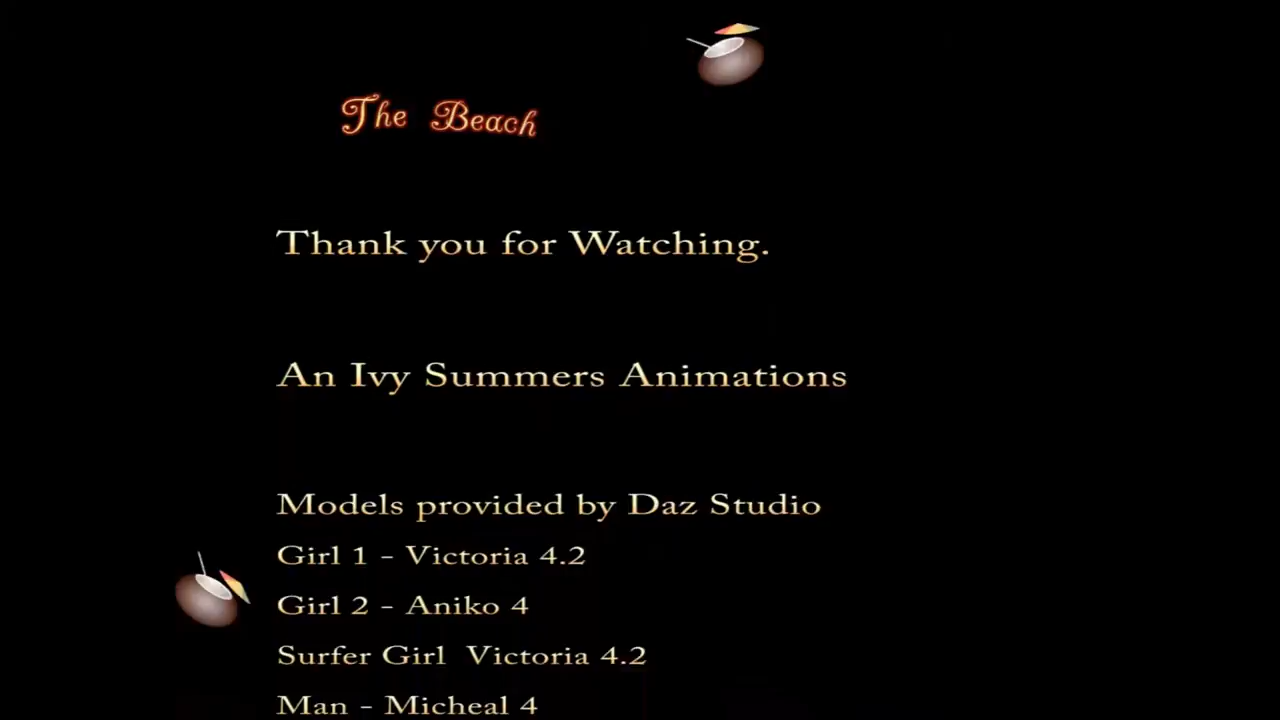 The Beach
Thank you for Watching.
An Ivy Summers Animations
Models provided by Daz Studio
Girl 1 - Victoria 4.2
Girl 2 - Aniko 4
Surfer Girl  Victoria 4.2
Man - Micheal 4